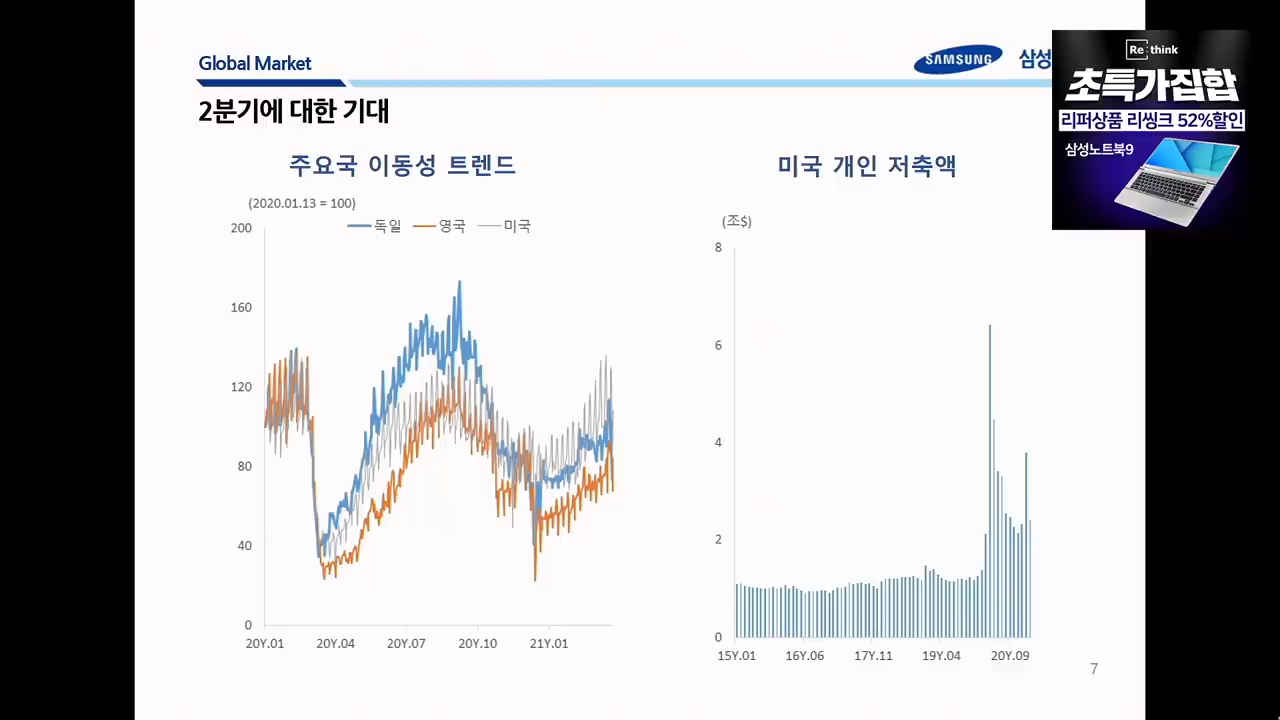 Global Market
SAMSUNG 삼성
2분기에 대한 기대
Re:think
초특가집합
리퍼상품 리씽크 52%할인
삼성노트북9
주요국 이동성 트렌드
(2020.01.13 = 100)
독일 영국 미국
200
160
120
80
40
0
20Y.01 20Y.04 20Y.07 20Y.10 21Y.01
미국 개인 저축액
(조$)
8
6
4
2
0
15Y.01 16Y.06 17Y.11 19Y.04 20Y.09
7